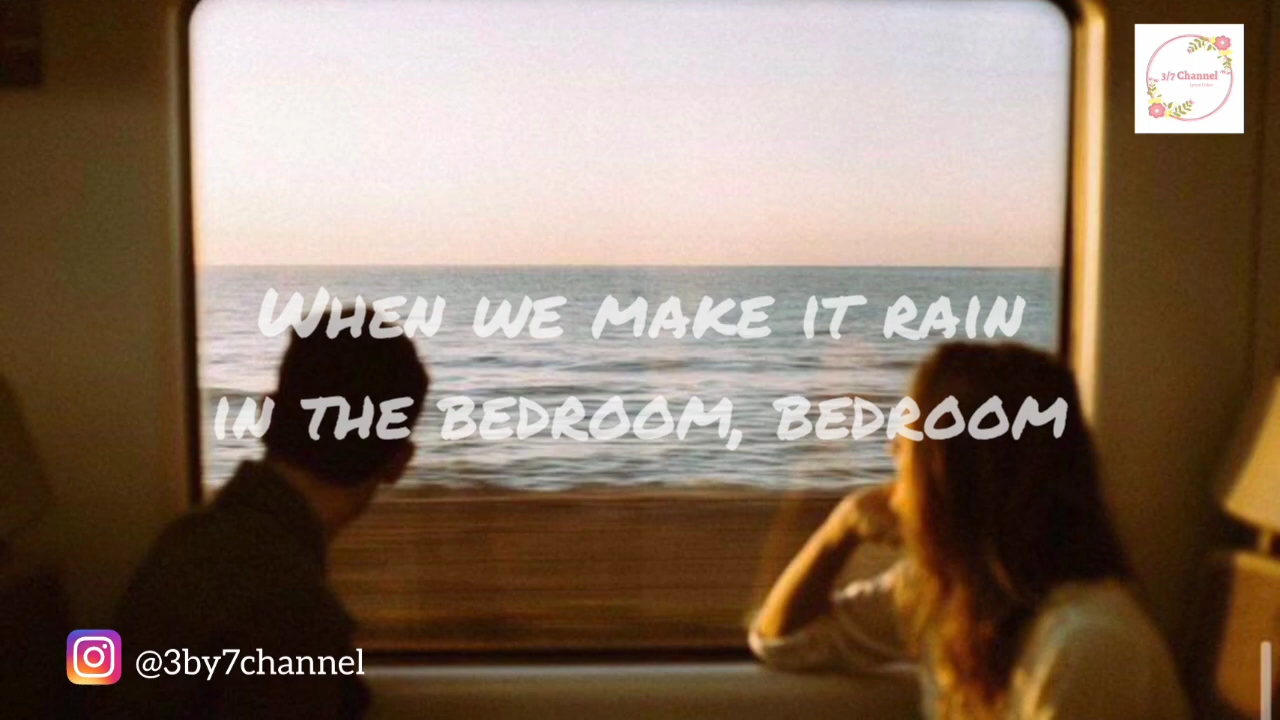 3/7 Channel
When we make it rain
in the bedroom, bedroom
@3by7channel